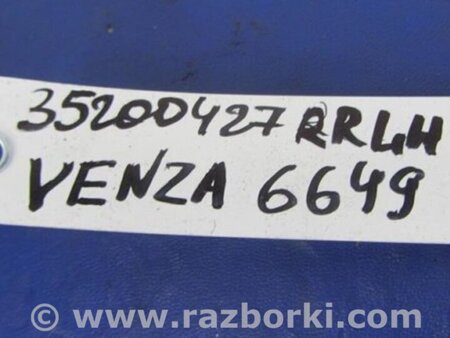 35200427 RRLH
VENZA 6649
© www.razborki.com